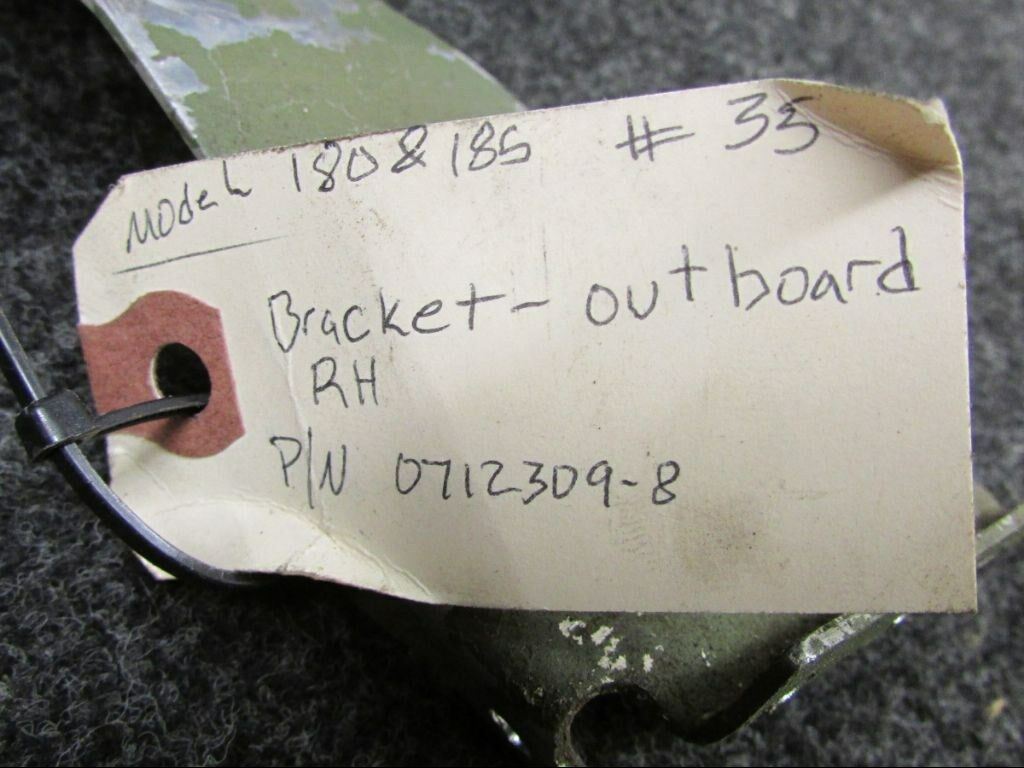 Model 180 & 185 # 35
Bracket - outboard
RH
P/N 0712309-8